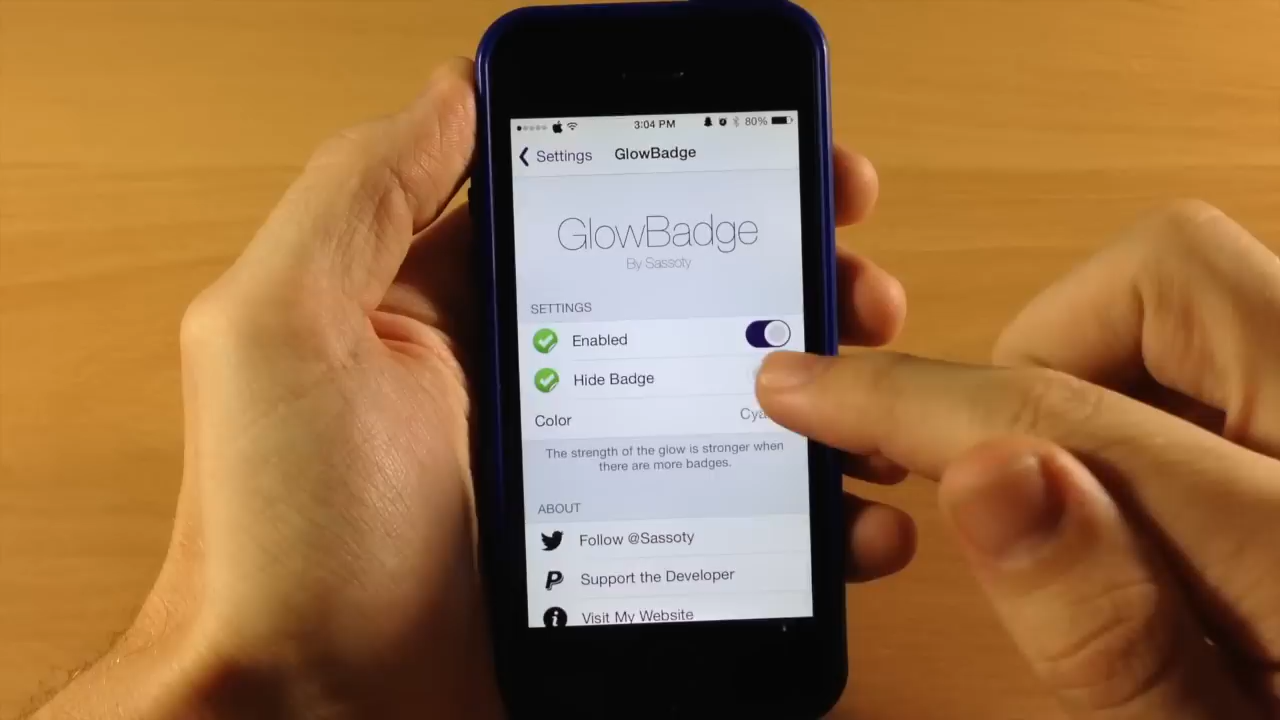 3:04 PM 80%
Settings GlowBadge
GlowBadge
By Sassoty
SETTINGS
Enabled
Hide Badge
Color
The strength of the glow is stronger when
there are more badges.
ABOUT
Follow @Sassoty
Support the Developer
Visit My Website